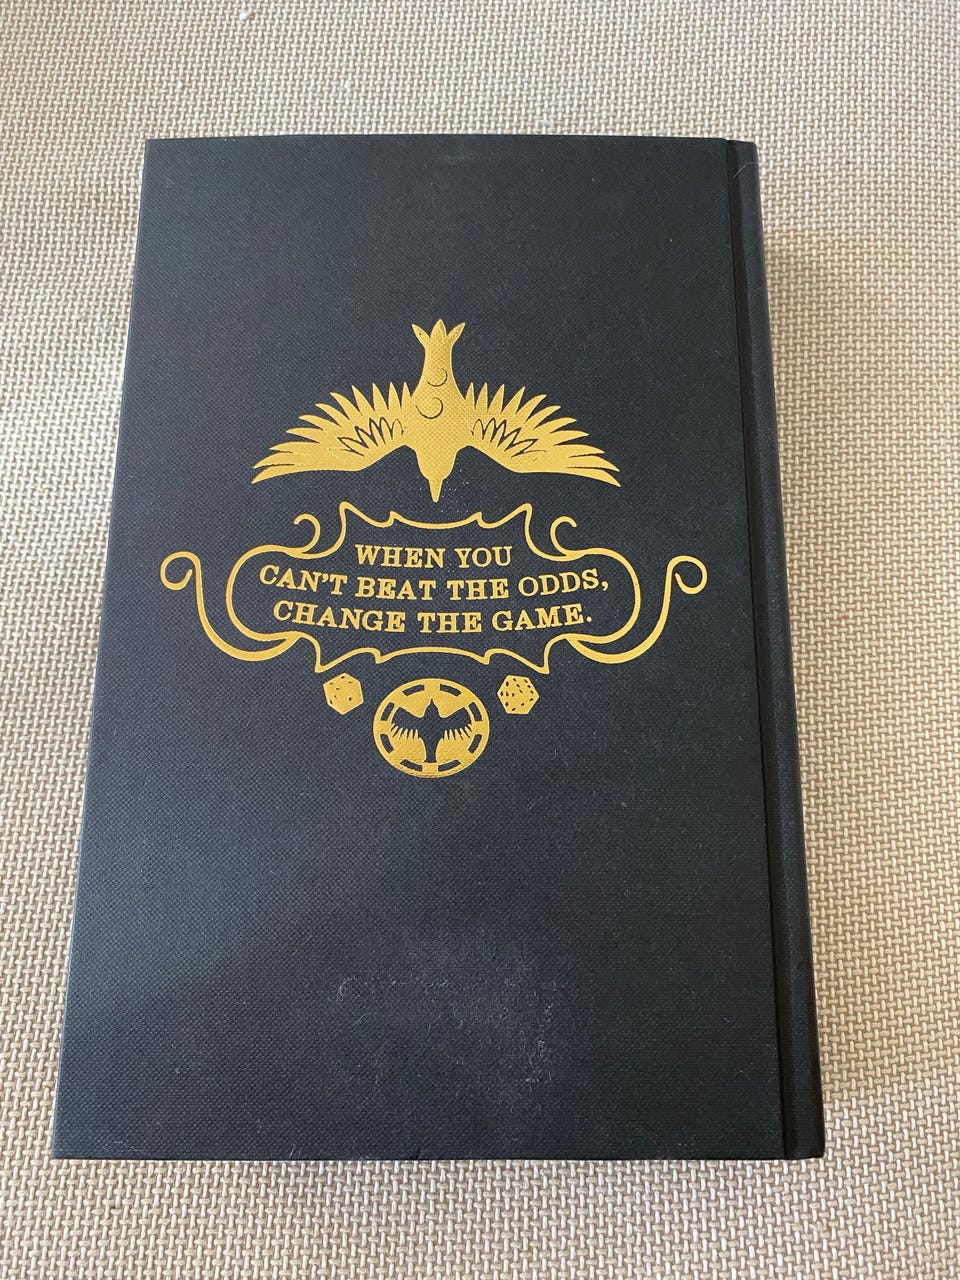 WHEN YOU
CAN'T BEAT THE ODDS,
CHANGE THE GAME.